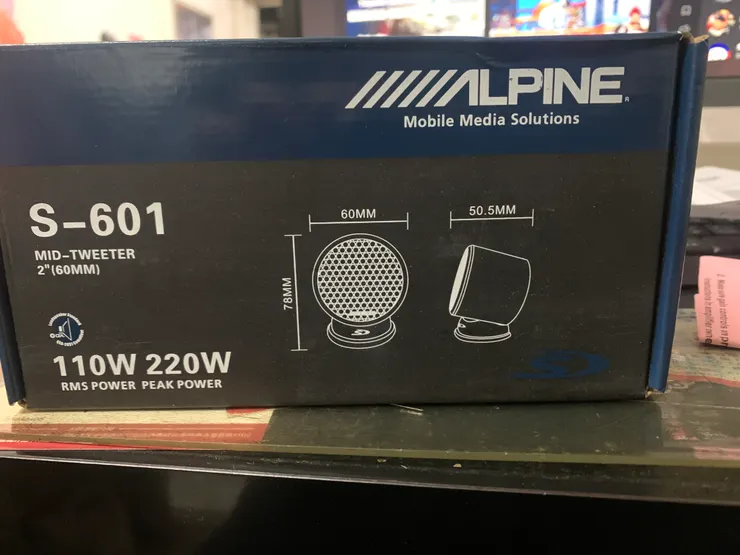 ALPINE®
Mobile Media Solutions
S-601
MID-TWEETER
2"(60MM)
60MM
50.5MM
78MM
110W 220W
RMS POWER PEAK POWER